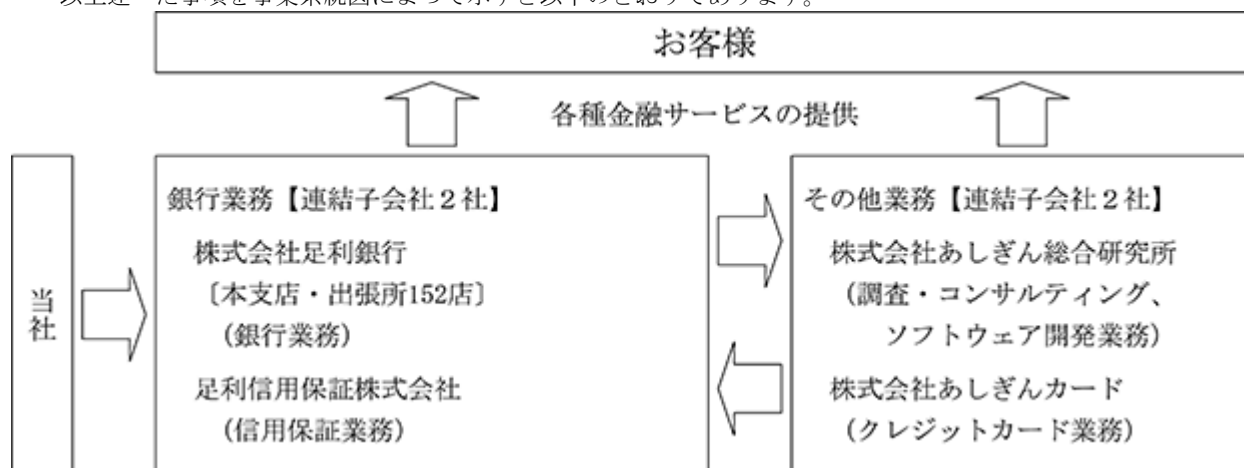 お客様
各種金融サービスの提供
当社
銀行業務【連結子会社2社】
株式会社足利銀行
〔本支店・出張所152店〕
(銀行業務)
足利信用保証株式会社
(信用保証業務)
その他業務【連結子会社2社】
株式会社あしぎん総合研究所
(調査・コンサルティング、
ソフトウェア開発業務)
株式会社あしぎんカード
(クレジットカード業務)